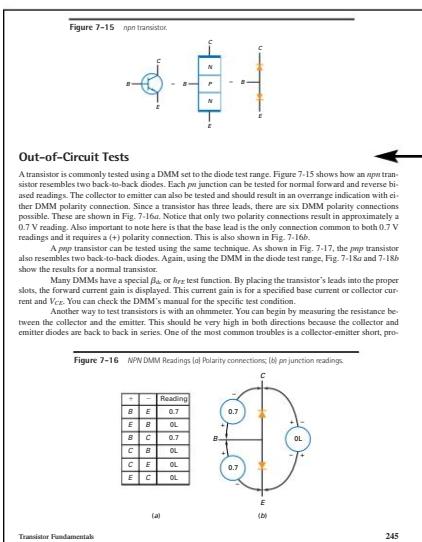 Figure 7-15 npn transistor.
C
C
C
N
B
– B
P
– B
N
E
E
E
Out-of-Circuit Tests
A transistor is commonly tested using a DMM set to the diode test range. Figure 7-15 shows how an npn tran-
sistor resembles two back-to-back diodes. Each pn junction can be tested for normal forward and reverse bi-
ased readings. The collector to emitter can also be tested and should result in an overrange indication with ei-
ther DMM polarity connection. Since a transistor has three leads, there are six DMM polarity connections
possible. These are shown in Fig. 7-16a. Notice that only two polarity connections result in approximately a
0.7 V reading. Also important to note here is that the base lead is the only connection common to both 0.7 V
readings and it requires a (+) polarity connection. This is also shown in Fig. 7-16b.
A pnp transistor can be tested using the same technique. As shown in Fig. 7-17, the pnp transistor
also resembles two back-to-back diodes. Again, using the DMM in the diode test range, Fig. 7-18a and 7-18b
show the results for a normal transistor.
Many DMMs have a special βdc or hFE test function. By placing the transistor's leads into the proper
slots, the forward current gain is displayed. This current gain is for a specified base current or collector cur-
rent and VCE. You can check the DMM's manual for the specific test condition.
Another way to test transistors is with an ohmmeter. You can begin by measuring the resistance be-
tween the collector and the emitter. This should be very high in both directions because the collector and
emitter diodes are back to back in series. One of the most common troubles is a collector-emitter short, pro-
Figure 7-16 NPN DMM Readings (a) Polarity connections; (b) pn junction readings.
+ – Reading
B E 0.7
E B 0L
B C 0.7
C B 0L
C E 0L
E C 0L
(a)
C
–
0.7
+
B
+
0.7
–
+ –
0L
– +
E
(b)
Transistor Fundamentals 245